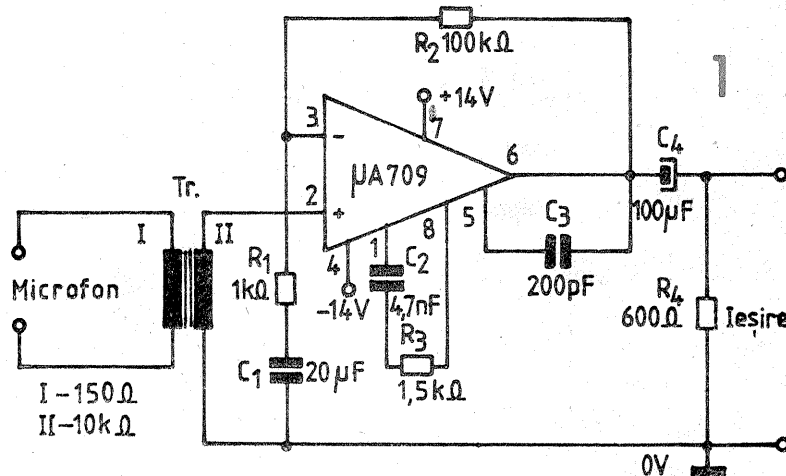 R2 100kΩ
1
+14V
3
-
7
6
C4
μA709
Tr.
2
+
5
100μF
I
II
8
C3
1
R1
4
C2
200pF
Microfon
1kΩ
-14V
4,7nF
R4
600Ω
Ieșire
R3
C1
20μF
1,5kΩ
I-150Ω
II-10kΩ
0V